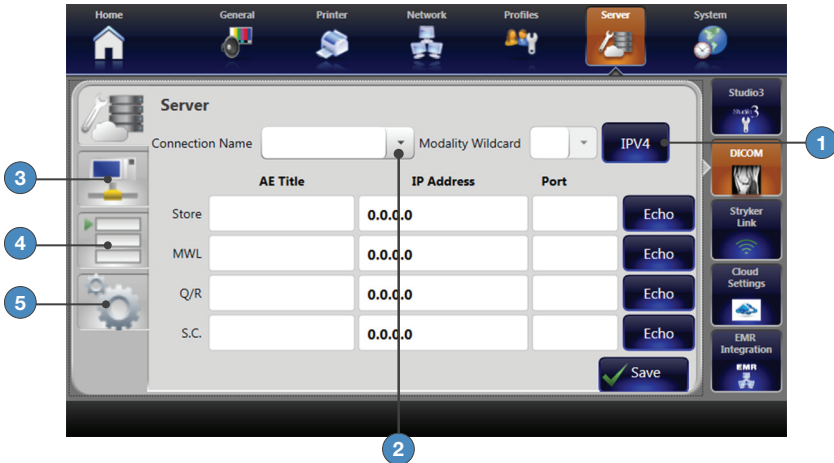 Home General Printer Network Profiles Server System
Server
Connection Name Modality Wildcard IPV4
AE Title IP Address Port
Store 0.0.0.0 Echo
MWL 0.0.0.0 Echo
Q/R 0.0.0.0 Echo
S.C. 0.0.0.0 Echo
Save
Studio3
Studio3
DICOM
Stryker
Link
Cloud
Settings
EMR
Integration
EMR
1
2
3
4
5